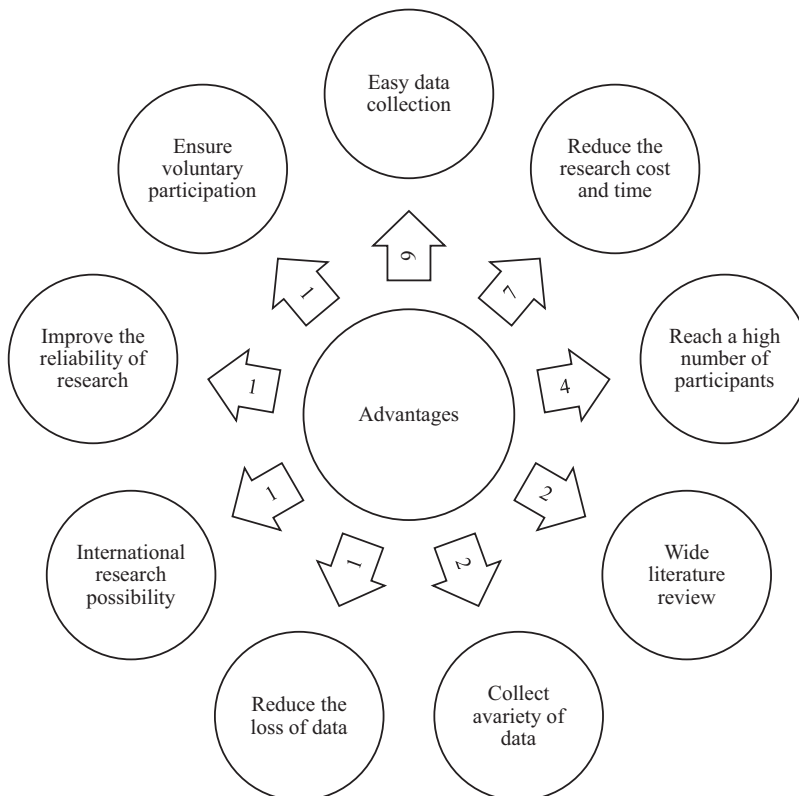 Easy data
collection
Reduce the
research cost
and time
Reach a high
number of
participants
Wide
literature
review
Collect
avariety of
data
Reduce the
loss of data
International
research
possibility
Improve the
reliability of
research
Ensure
voluntary
participation
Advantages
9
7
4
2
2
1
1
1
1